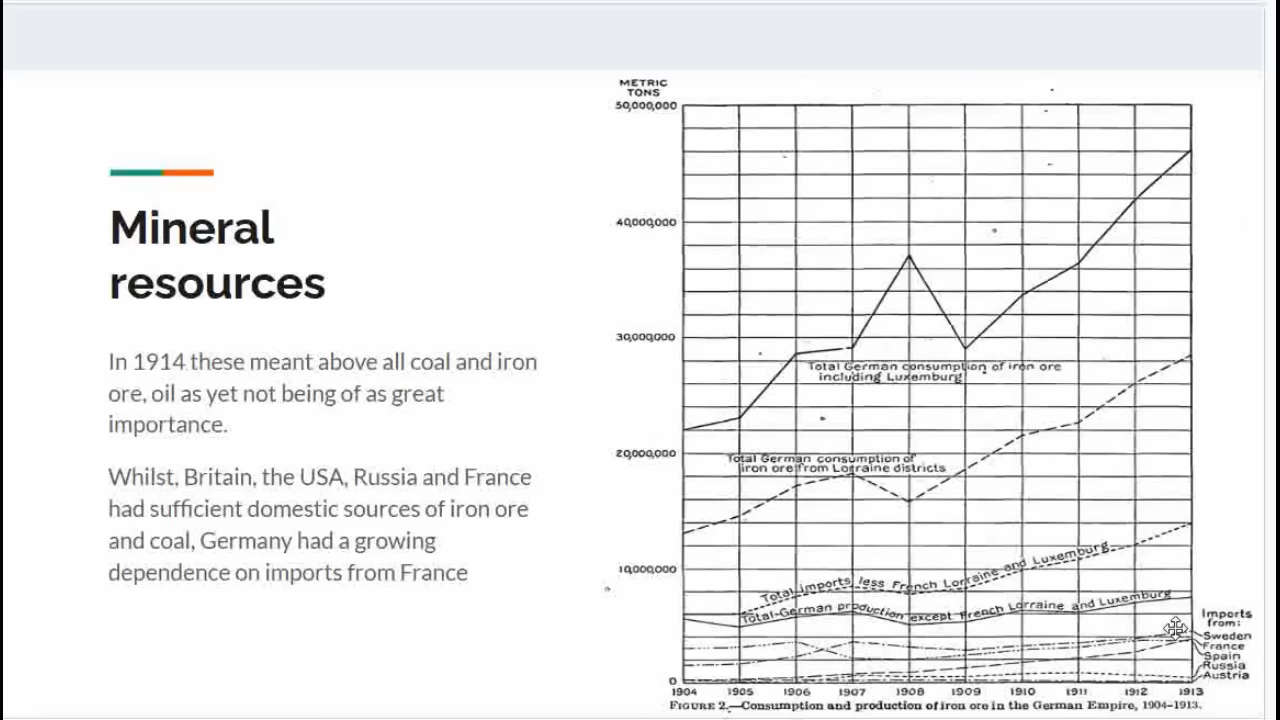 Mineral
resources
In 1914 these meant above all coal and iron
ore, oil as yet not being of as great
importance.
Whilst, Britain, the USA, Russia and France
had sufficient domestic sources of iron ore
and coal, Germany had a growing
dependence on imports from France
METRIC
TONS
50,000,000
40,000,000
30,000,000
Total German consumption of iron ore
including Luxemburg
20,000,000
Total German consumption of
iron ore from Lorraine districts
10,000,000
Total imports less French Lorraine and Luxemburg
Total German production except French Lorraine and Luxemburg
Imports
from:
Sweden
France
Spain
Russia
Austria
0
1904 1905 1906 1907 1908 1909 1910 1911 1912 1913
FIGURE 2.—Consumption and production of iron ore in the German Empire, 1904-1913.